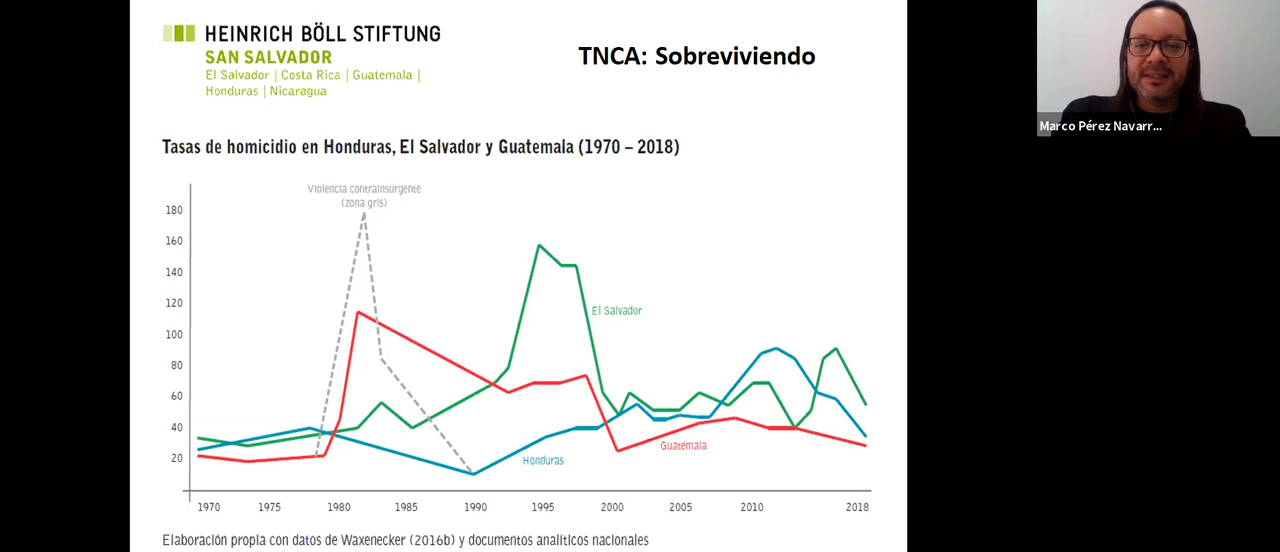 HEINRICH BÖLL STIFTUNG
SAN SALVADOR
El Salvador | Costa Rica | Guatemala |
Honduras | Nicaragua
TNCA: Sobreviviendo
Marco Pérez Navarr...
Tasas de homicidio en Honduras, El Salvador y Guatemala (1970 – 2018)
Violencia contrainsurgente
(zona gris)
180
160
140
120
100
80
60
40
20
El Salvador
Guatemala
Honduras
1970 1975 1980 1985 1990 1995 2000 2005 2010 2018
Elaboración propia con datos de Waxenecker (2016b) y documentos analíticos nacionales